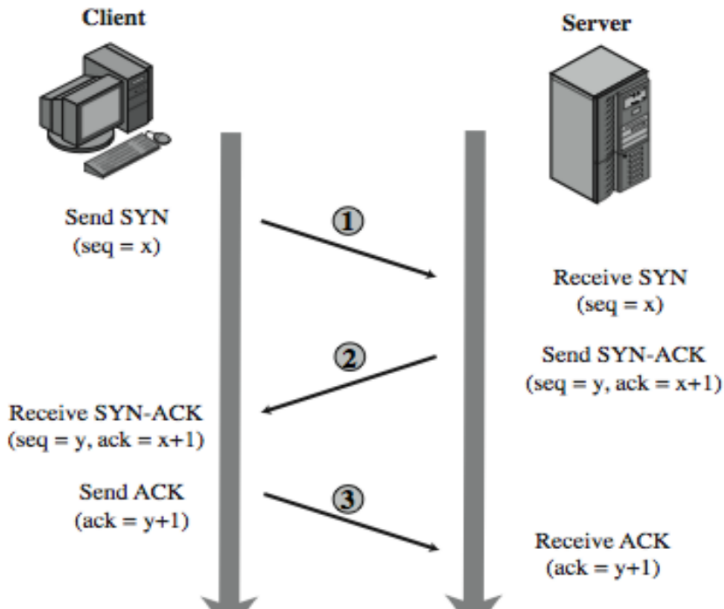 Client
Server
Send SYN
(seq = x)
1
Receive SYN
(seq = x)
2
Send SYN-ACK
(seq = y, ack = x+1)
Receive SYN-ACK
(seq = y, ack = x+1)
Send ACK
(ack = y+1)
3
Receive ACK
(ack = y+1)